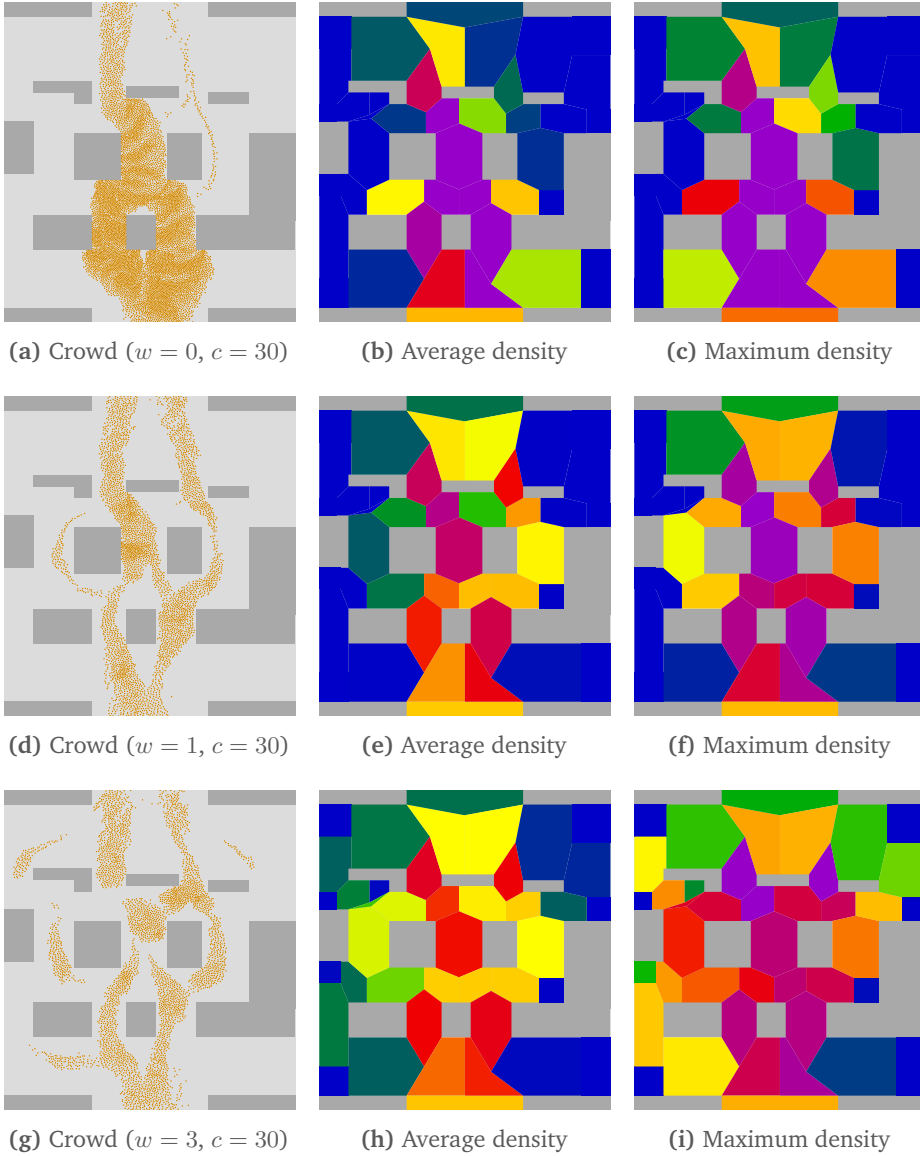 (a) Crowd (w = 0, c = 30) (b) Average density (c) Maximum density
(d) Crowd (w = 1, c = 30) (e) Average density (f) Maximum density
(g) Crowd (w = 3, c = 30) (h) Average density (i) Maximum density